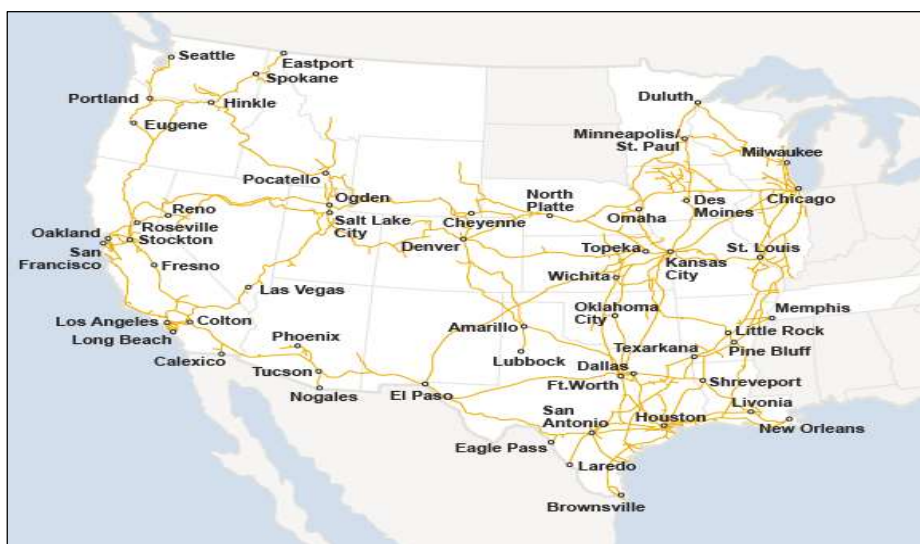 Seattle
Eastport
Spokane
Portland
Hinkle
Eugene
Duluth
Minneapolis/
St. Paul
Milwaukee
Chicago
Pocatello
Ogden
Salt Lake
City
Reno
Roseville
Oakland
Stockton
San
Francisco
Fresno
Cheyenne
North
Platte
Omaha
Des
Moines
Denver
Topeka
Kansas
City
St. Louis
Las Vegas
Wichita
Los Angeles
Colton
Long Beach
Calexico
Phoenix
Tucson
Nogales
Amarillo
Lubbock
Oklahoma
City
Memphis
Little Rock
Pine Bluff
Texarkana
Dallas
Ft.Worth
Shreveport
El Paso
San
Antonio
Houston
Livonia
New Orleans
Eagle Pass
Laredo
Brownsville